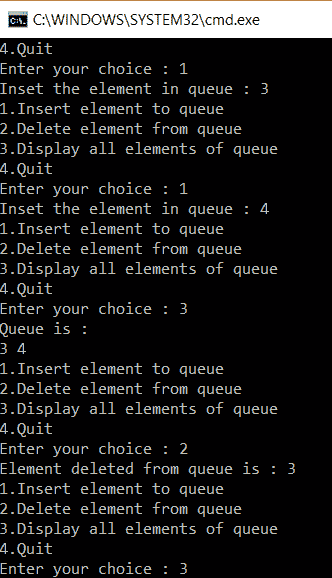 C:\WINDOWS\SYSTEM32\cmd.exe
4.Quit
Enter your choice : 1
Inset the element in queue : 3
1.Insert element to queue
2.Delete element from queue
3.Display all elements of queue
4.Quit
Enter your choice : 1
Inset the element in queue : 4
1.Insert element to queue
2.Delete element from queue
3.Display all elements of queue
4.Quit
Enter your choice : 3
Queue is :
3 4
1.Insert element to queue
2.Delete element from queue
3.Display all elements of queue
4.Quit
Enter your choice : 2
Element deleted from queue is : 3
1.Insert element to queue
2.Delete element from queue
3.Display all elements of queue
4.Quit
Enter your choice : 3